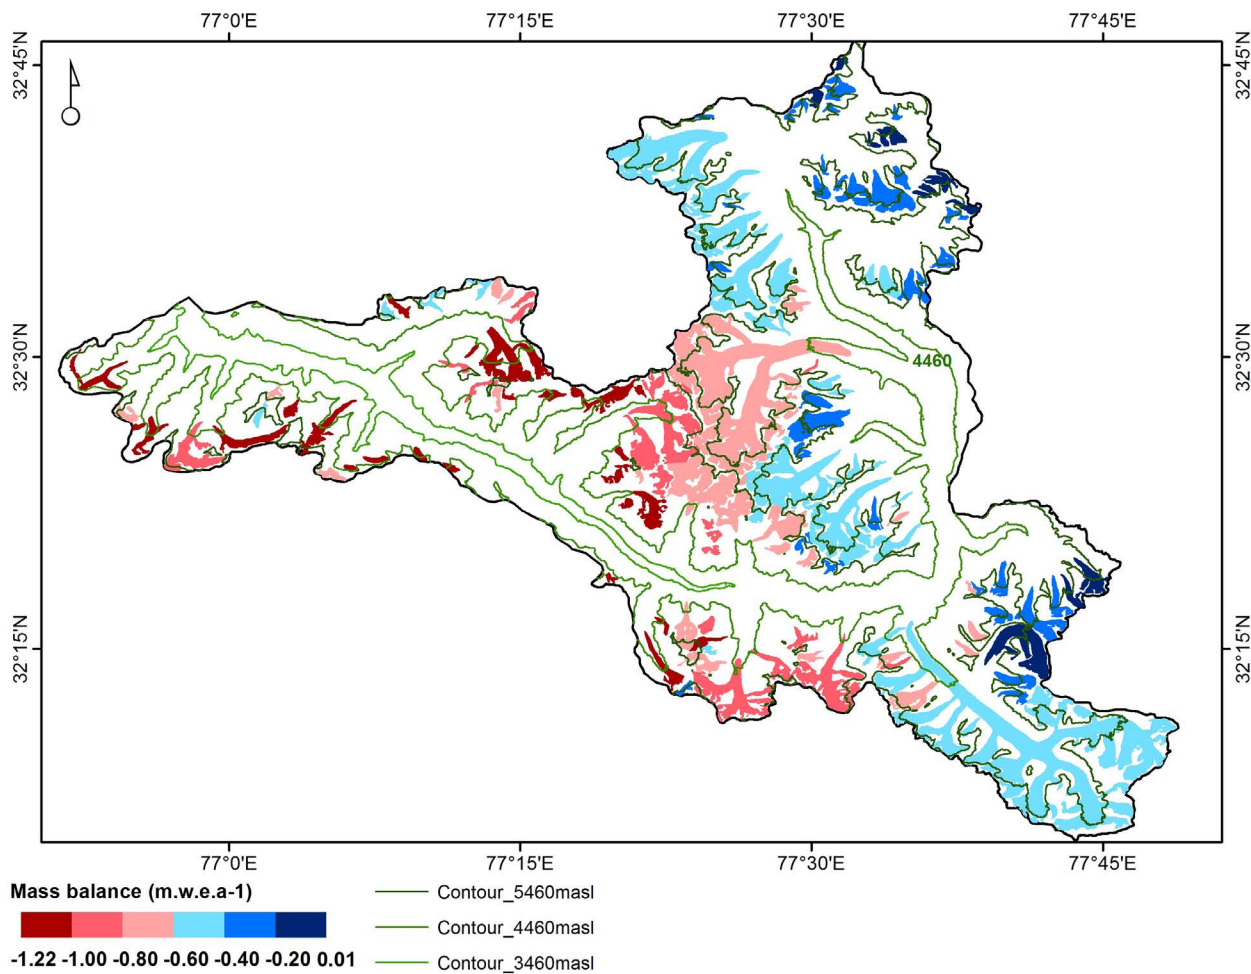 77°0'E 77°15'E 77°30'E 77°45'E
32°45'N 32°45'N
32°30'N 32°30'N
4460
32°15'N 32°15'N
77°0'E 77°15'E 77°30'E 77°45'E
Mass balance (m.w.e.a-1)
-1.22 -1.00 -0.80 -0.60 -0.40 -0.20 0.01
Contour_5460masl
Contour_4460masl
Contour_3460masl